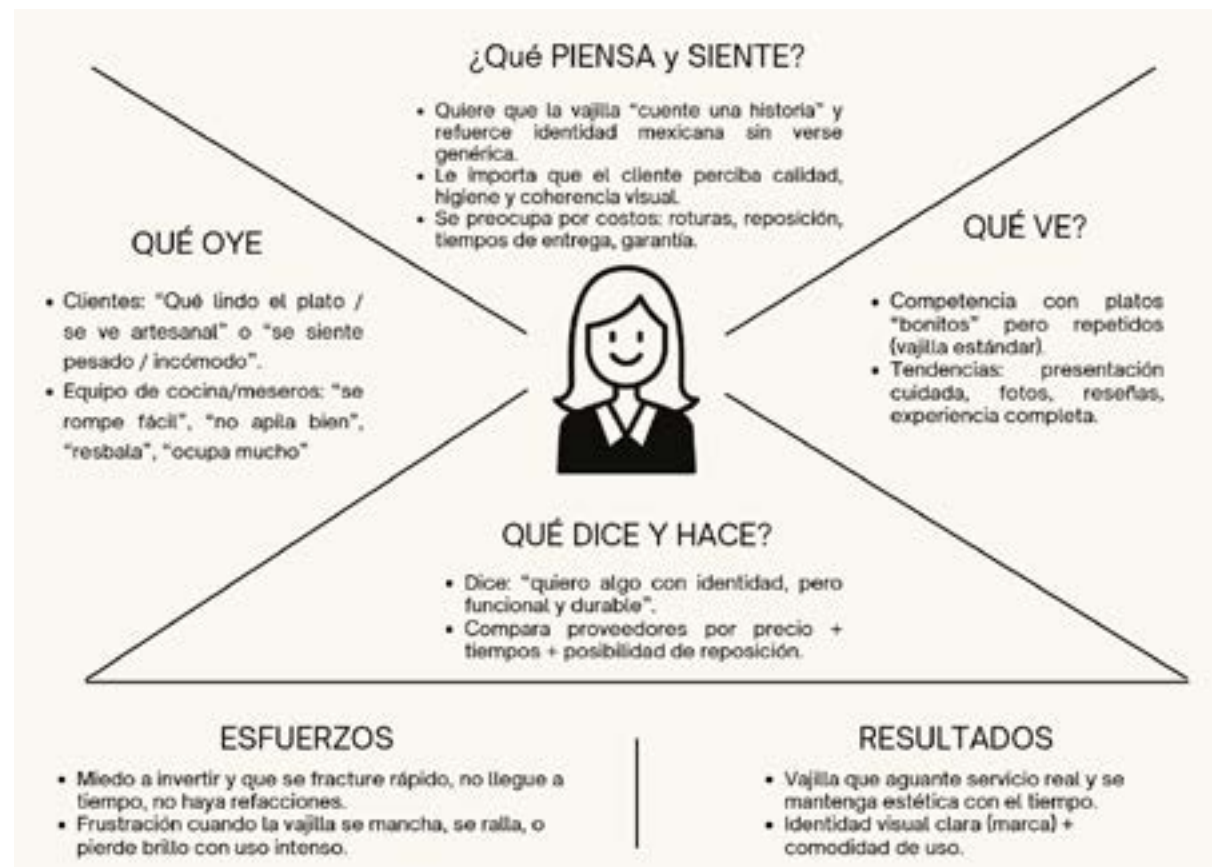 ¿Qué PIENSA y SIENTE?
• Quiere que la vajilla “cuente una historia” y
refuerce identidad mexicana sin verse
genérica.
• Le importa que el cliente perciba calidad,
higiene y coherencia visual.
• Se preocupa por costos: roturas, reposición,
tiempos de entrega, garantía.
QUÉ OYE
• Clientes: “Qué lindo el plato /
se ve artesanal” o “se siente
pesado / incómodo”.
• Equipo de cocina/meseros: “se
rompe fácil”, “no apila bien”,
“resbala”, “ocupa mucho”
QUÉ VE?
• Competencia con platos
“bonitos” pero repetidos
(vajilla estándar).
• Tendencias: presentación
cuidada, fotos, reseñas,
experiencia completa.
QUÉ DICE Y HACE?
• Dice: “quiero algo con identidad, pero
funcional y durable”.
• Compara proveedores por precio +
tiempos + posibilidad de reposición.
ESFUERZOS
• Miedo a invertir y que se fracture rápido, no llegue a
tiempo, no haya refacciones.
• Frustración cuando la vajilla se mancha, se ralla, o
pierde brillo con uso intenso.
RESULTADOS
• Vajilla que aguante servicio real y se
mantenga estética con el tiempo.
• Identidad visual clara (marca) +
comodidad de uso.